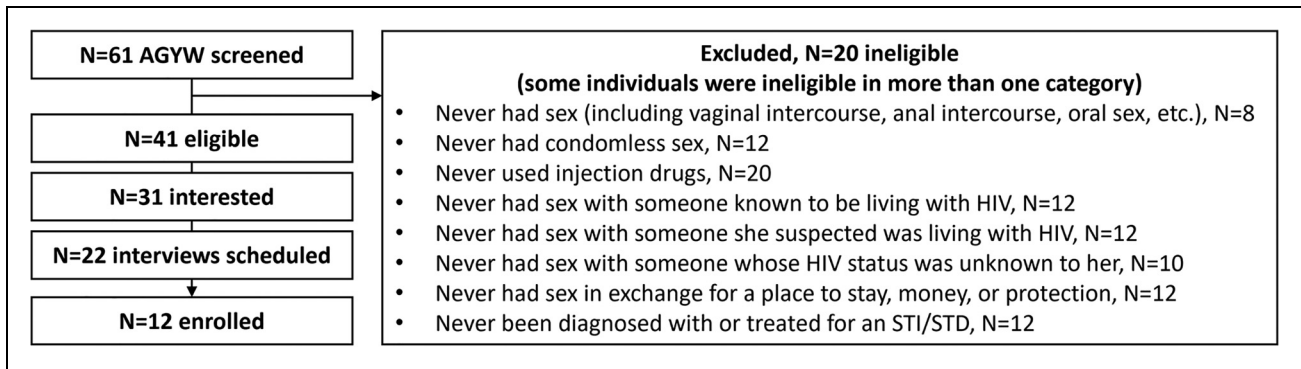 N=61 AGYW screened
N=41 eligible
N=31 interested
N=22 interviews scheduled
N=12 enrolled
Excluded, N=20 ineligible
(some individuals were ineligible in more than one category)
• Never had sex (including vaginal intercourse, anal intercourse, oral sex, etc.), N=8
• Never had condomless sex, N=12
• Never used injection drugs, N=20
• Never had sex with someone known to be living with HIV, N=12
• Never had sex with someone she suspected was living with HIV, N=12
• Never had sex with someone whose HIV status was unknown to her, N=10
• Never had sex in exchange for a place to stay, money, or protection, N=12
• Never been diagnosed with or treated for an STI/STD, N=12